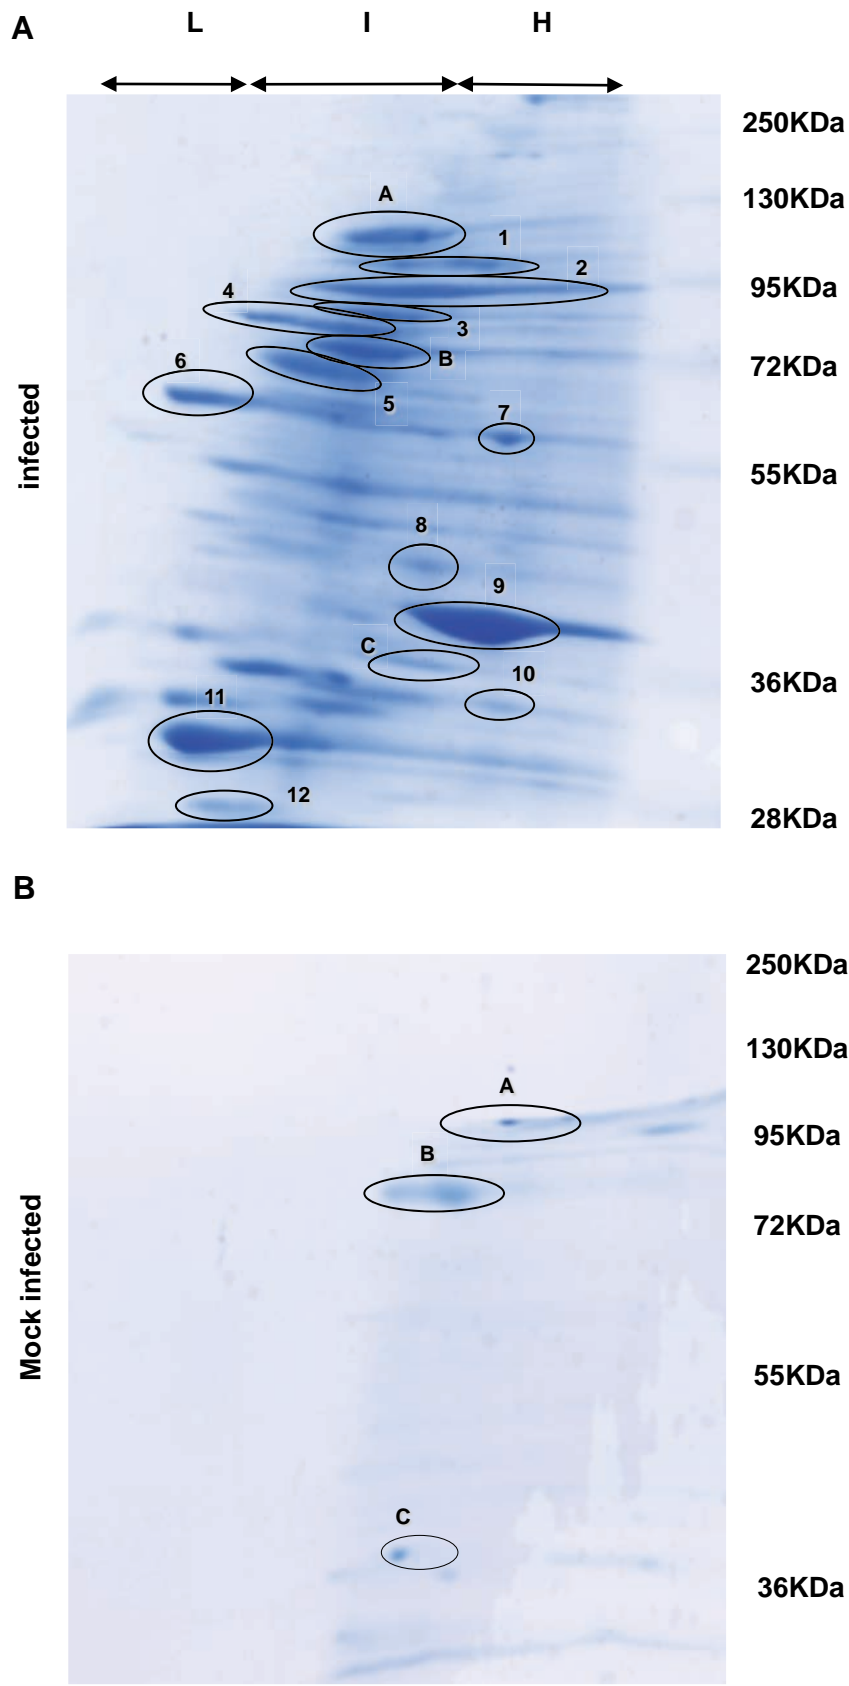 A
L I H
250KDa
130KDa
A
1
2
95KDa
4
3
B
72KDa
6
5
7
infected
55KDa
8
9
C
10
36KDa
11
12
28KDa
B
250KDa
130KDa
A
95KDa
B
72KDa
Mock infected
55KDa
C
36KDa